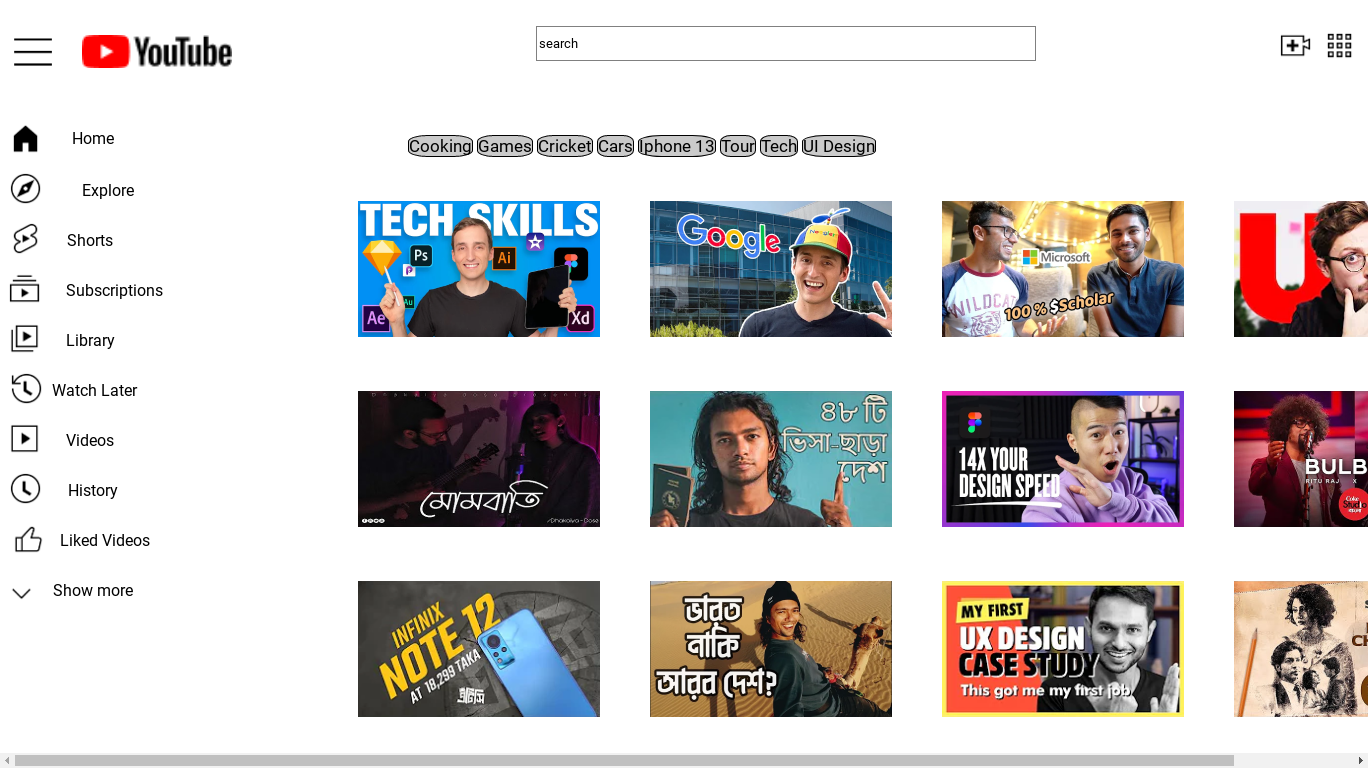 YouTube
search
Home
Explore
Shorts
Subscriptions
Library
Watch Later
Videos
History
Liked Videos
Show more
Cooking Games Cricket Cars Iphone 13 Tour Tech UI Design
TECH SKILLS
Ps
Ai
Au
Ae
Xd
Google
Microsoft
WILDCAT
100 % $Scholar
U
মোমবাতি
৪৮ টি
ভিসা-ছাড়া
দেশ
14X YOUR
DESIGN SPEED
BULB
RITU RAJ X
INFINIX
NOTE 12
AT 18,299 TAKA
ভারত
নাকি
আরব দেশ?
MY FIRST
UX DESIGN
CASE STUDY
This got me my first job